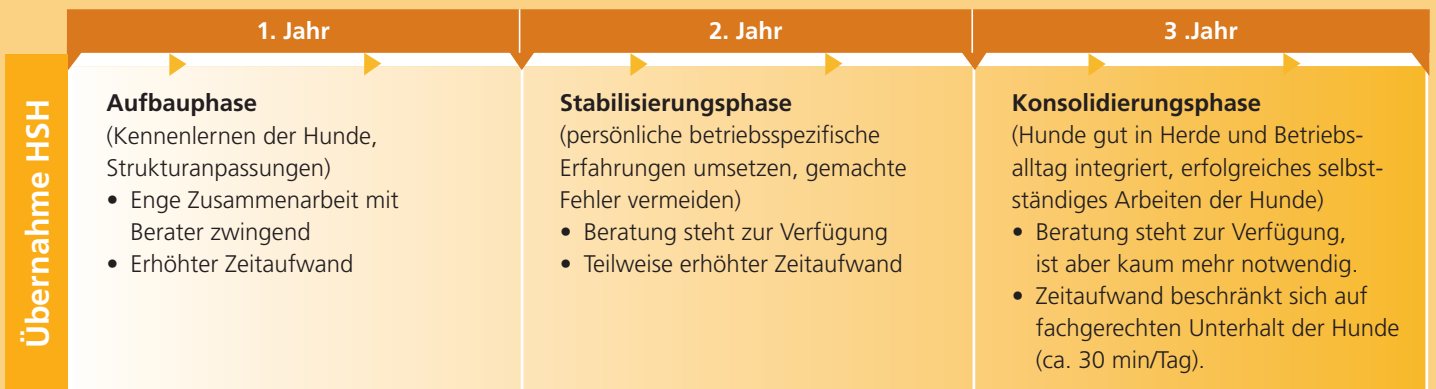 1. Jahr
2. Jahr
3 .Jahr
Übernahme HSH
Aufbauphase
(Kennenlernen der Hunde,
Strukturanpassungen)
• Enge Zusammenarbeit mit
Berater zwingend
• Erhöhter Zeitaufwand
Stabilisierungsphase
(persönliche betriebsspezifische
Erfahrungen umsetzen, gemachte
Fehler vermeiden)
• Beratung steht zur Verfügung
• Teilweise erhöhter Zeitaufwand
Konsolidierungsphase
(Hunde gut in Herde und Betriebs-
alltag integriert, erfolgreiches selbst-
ständiges Arbeiten der Hunde)
• Beratung steht zur Verfügung,
ist aber kaum mehr notwendig.
• Zeitaufwand beschränkt sich auf
fachgerechten Unterhalt der Hunde
(ca. 30 min/Tag).